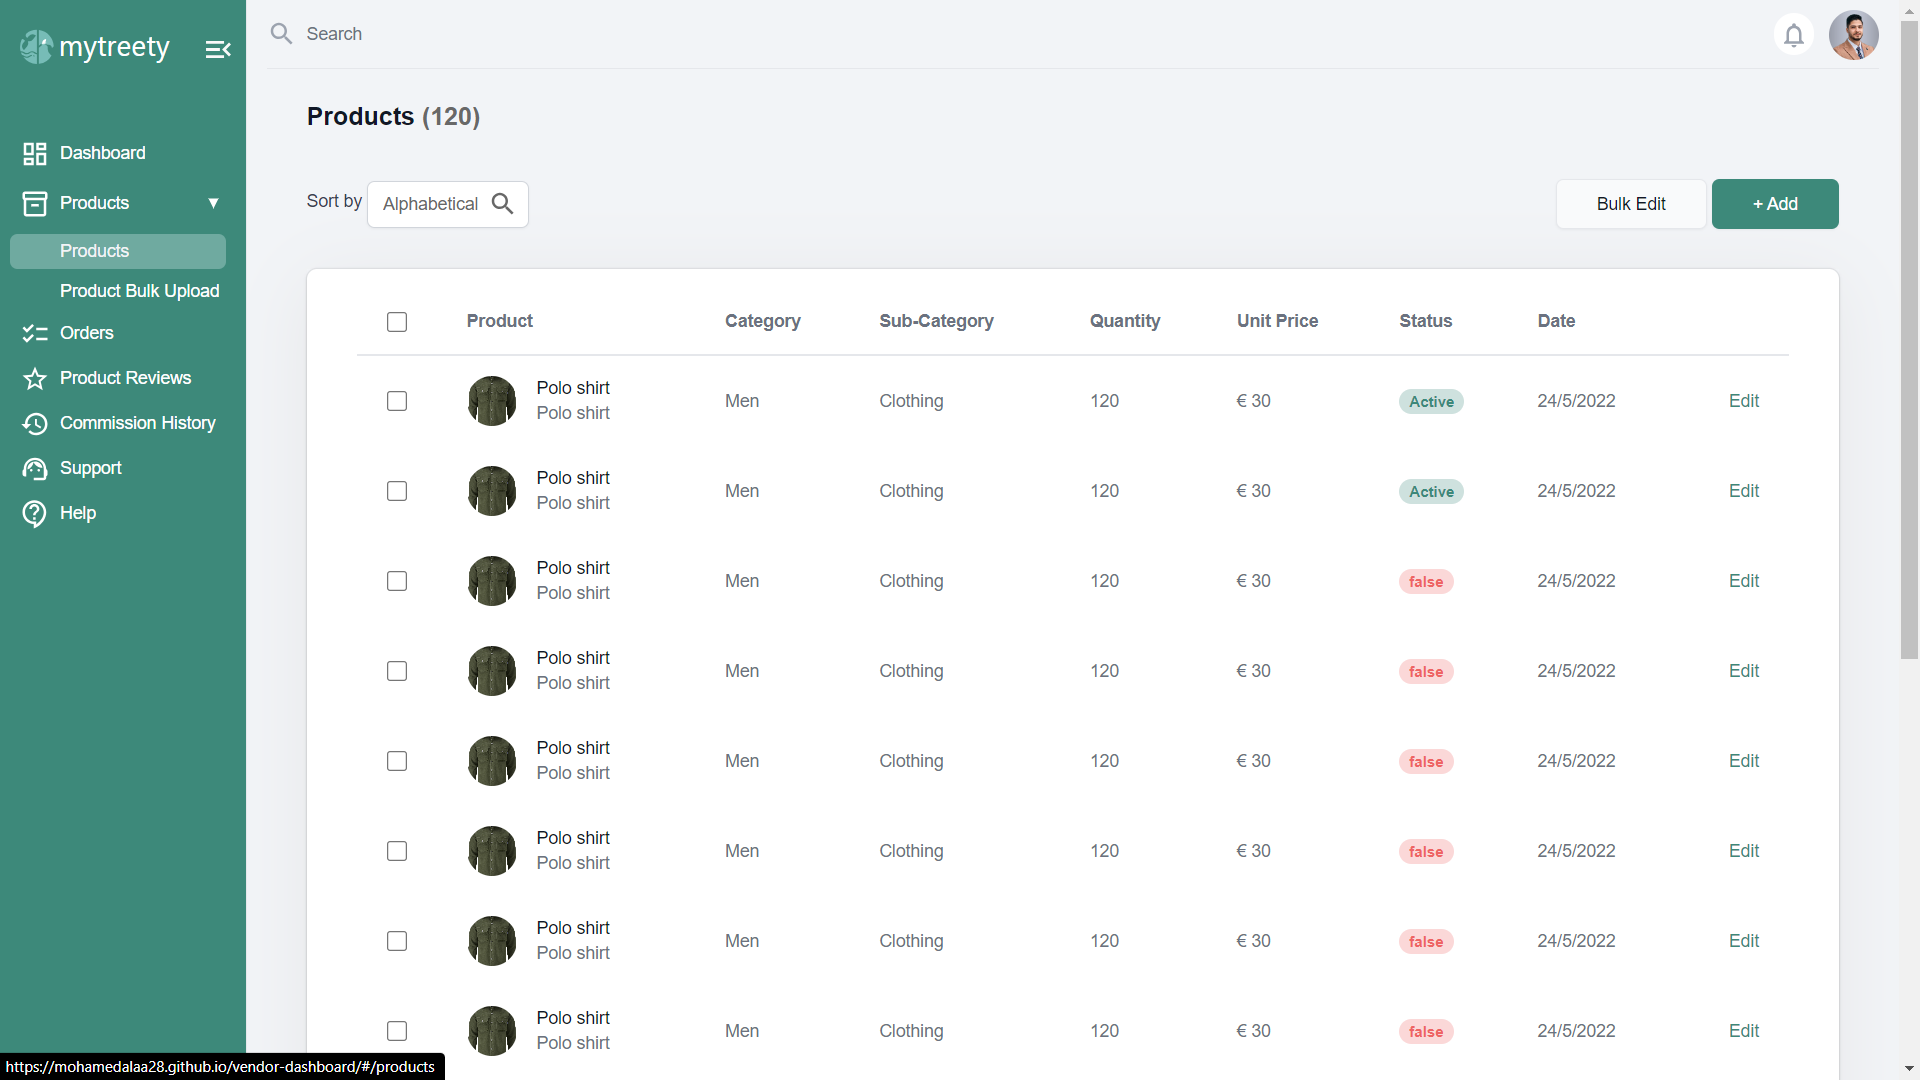 mytreety
Search
Dashboard
Products ▼
Products
Product Bulk Upload
Orders
Product Reviews
Commission History
Support
Help
Products (120)
Sort by Alphabetical
Bulk Edit + Add
Product Category Sub-Category Quantity Unit Price Status Date
Polo shirt
Polo shirt Men Clothing 120 € 30 Active 24/5/2022 Edit
Polo shirt
Polo shirt Men Clothing 120 € 30 Active 24/5/2022 Edit
Polo shirt
Polo shirt Men Clothing 120 € 30 false 24/5/2022 Edit
Polo shirt
Polo shirt Men Clothing 120 € 30 false 24/5/2022 Edit
Polo shirt
Polo shirt Men Clothing 120 € 30 false 24/5/2022 Edit
Polo shirt
Polo shirt Men Clothing 120 € 30 false 24/5/2022 Edit
Polo shirt
Polo shirt Men Clothing 120 € 30 false 24/5/2022 Edit
Polo shirt
Polo shirt Men Clothing 120 € 30 false 24/5/2022 Edit
https://mohamedalaa28.github.io/vendor-dashboard/#/products